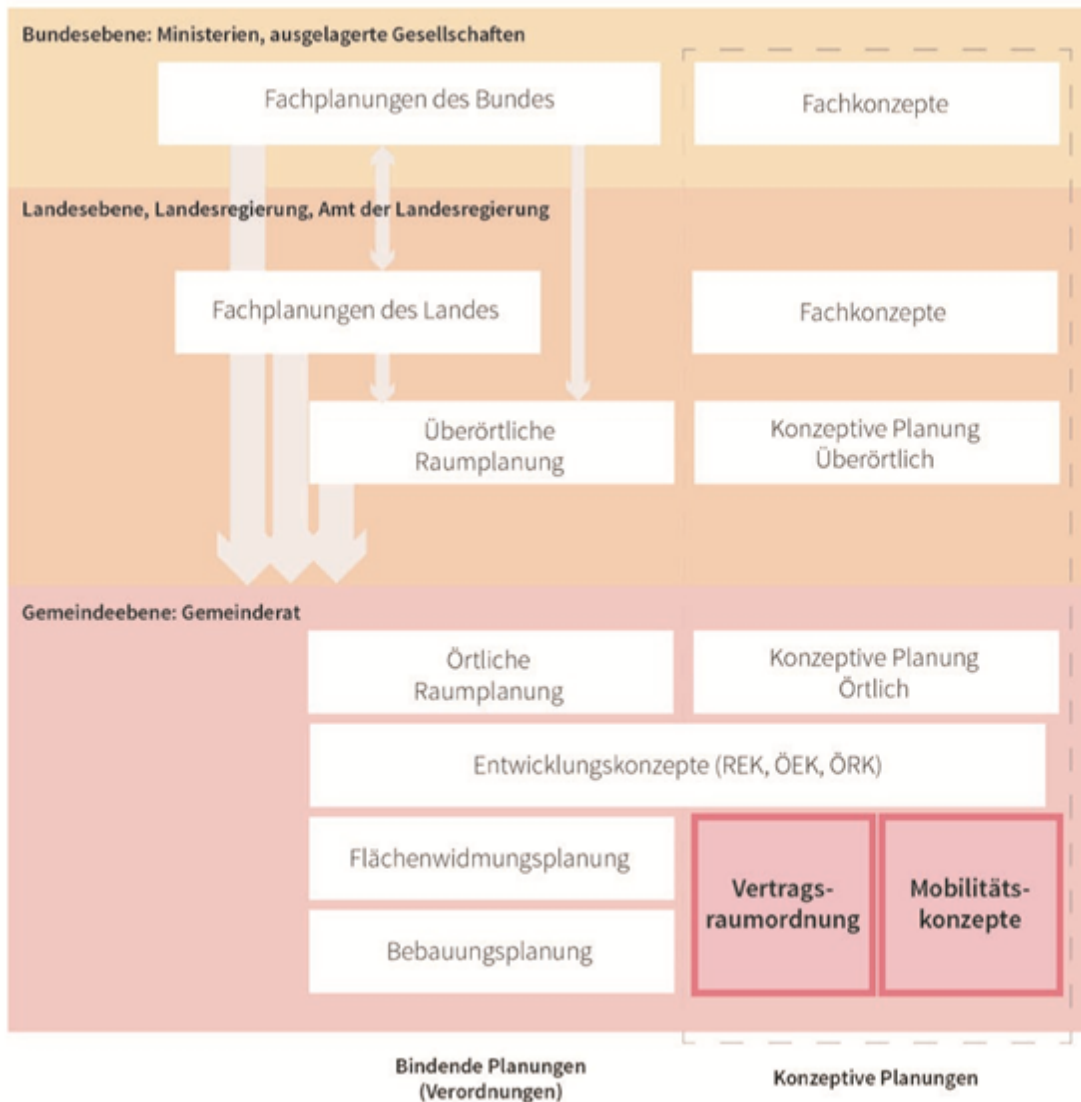 Bundesebene: Ministerien, ausgelagerte Gesellschaften
Fachplanungen des Bundes
Fachkonzepte
Landesebene, Landesregierung, Amt der Landesregierung
Fachplanungen des Landes
Fachkonzepte
Überörtliche
Raumplanung
Konzeptive Planung
Überörtlich
Gemeindeebene: Gemeinderat
Örtliche
Raumplanung
Konzeptive Planung
Örtlich
Entwicklungskonzepte (REK, ÖEK, ÖRK)
Flächenwidmungsplanung
Bebauungsplanung
Vertrags-
raumordnung
Mobilitäts-
konzepte
Bindende Planungen
(Verordnungen)
Konzeptive Planungen